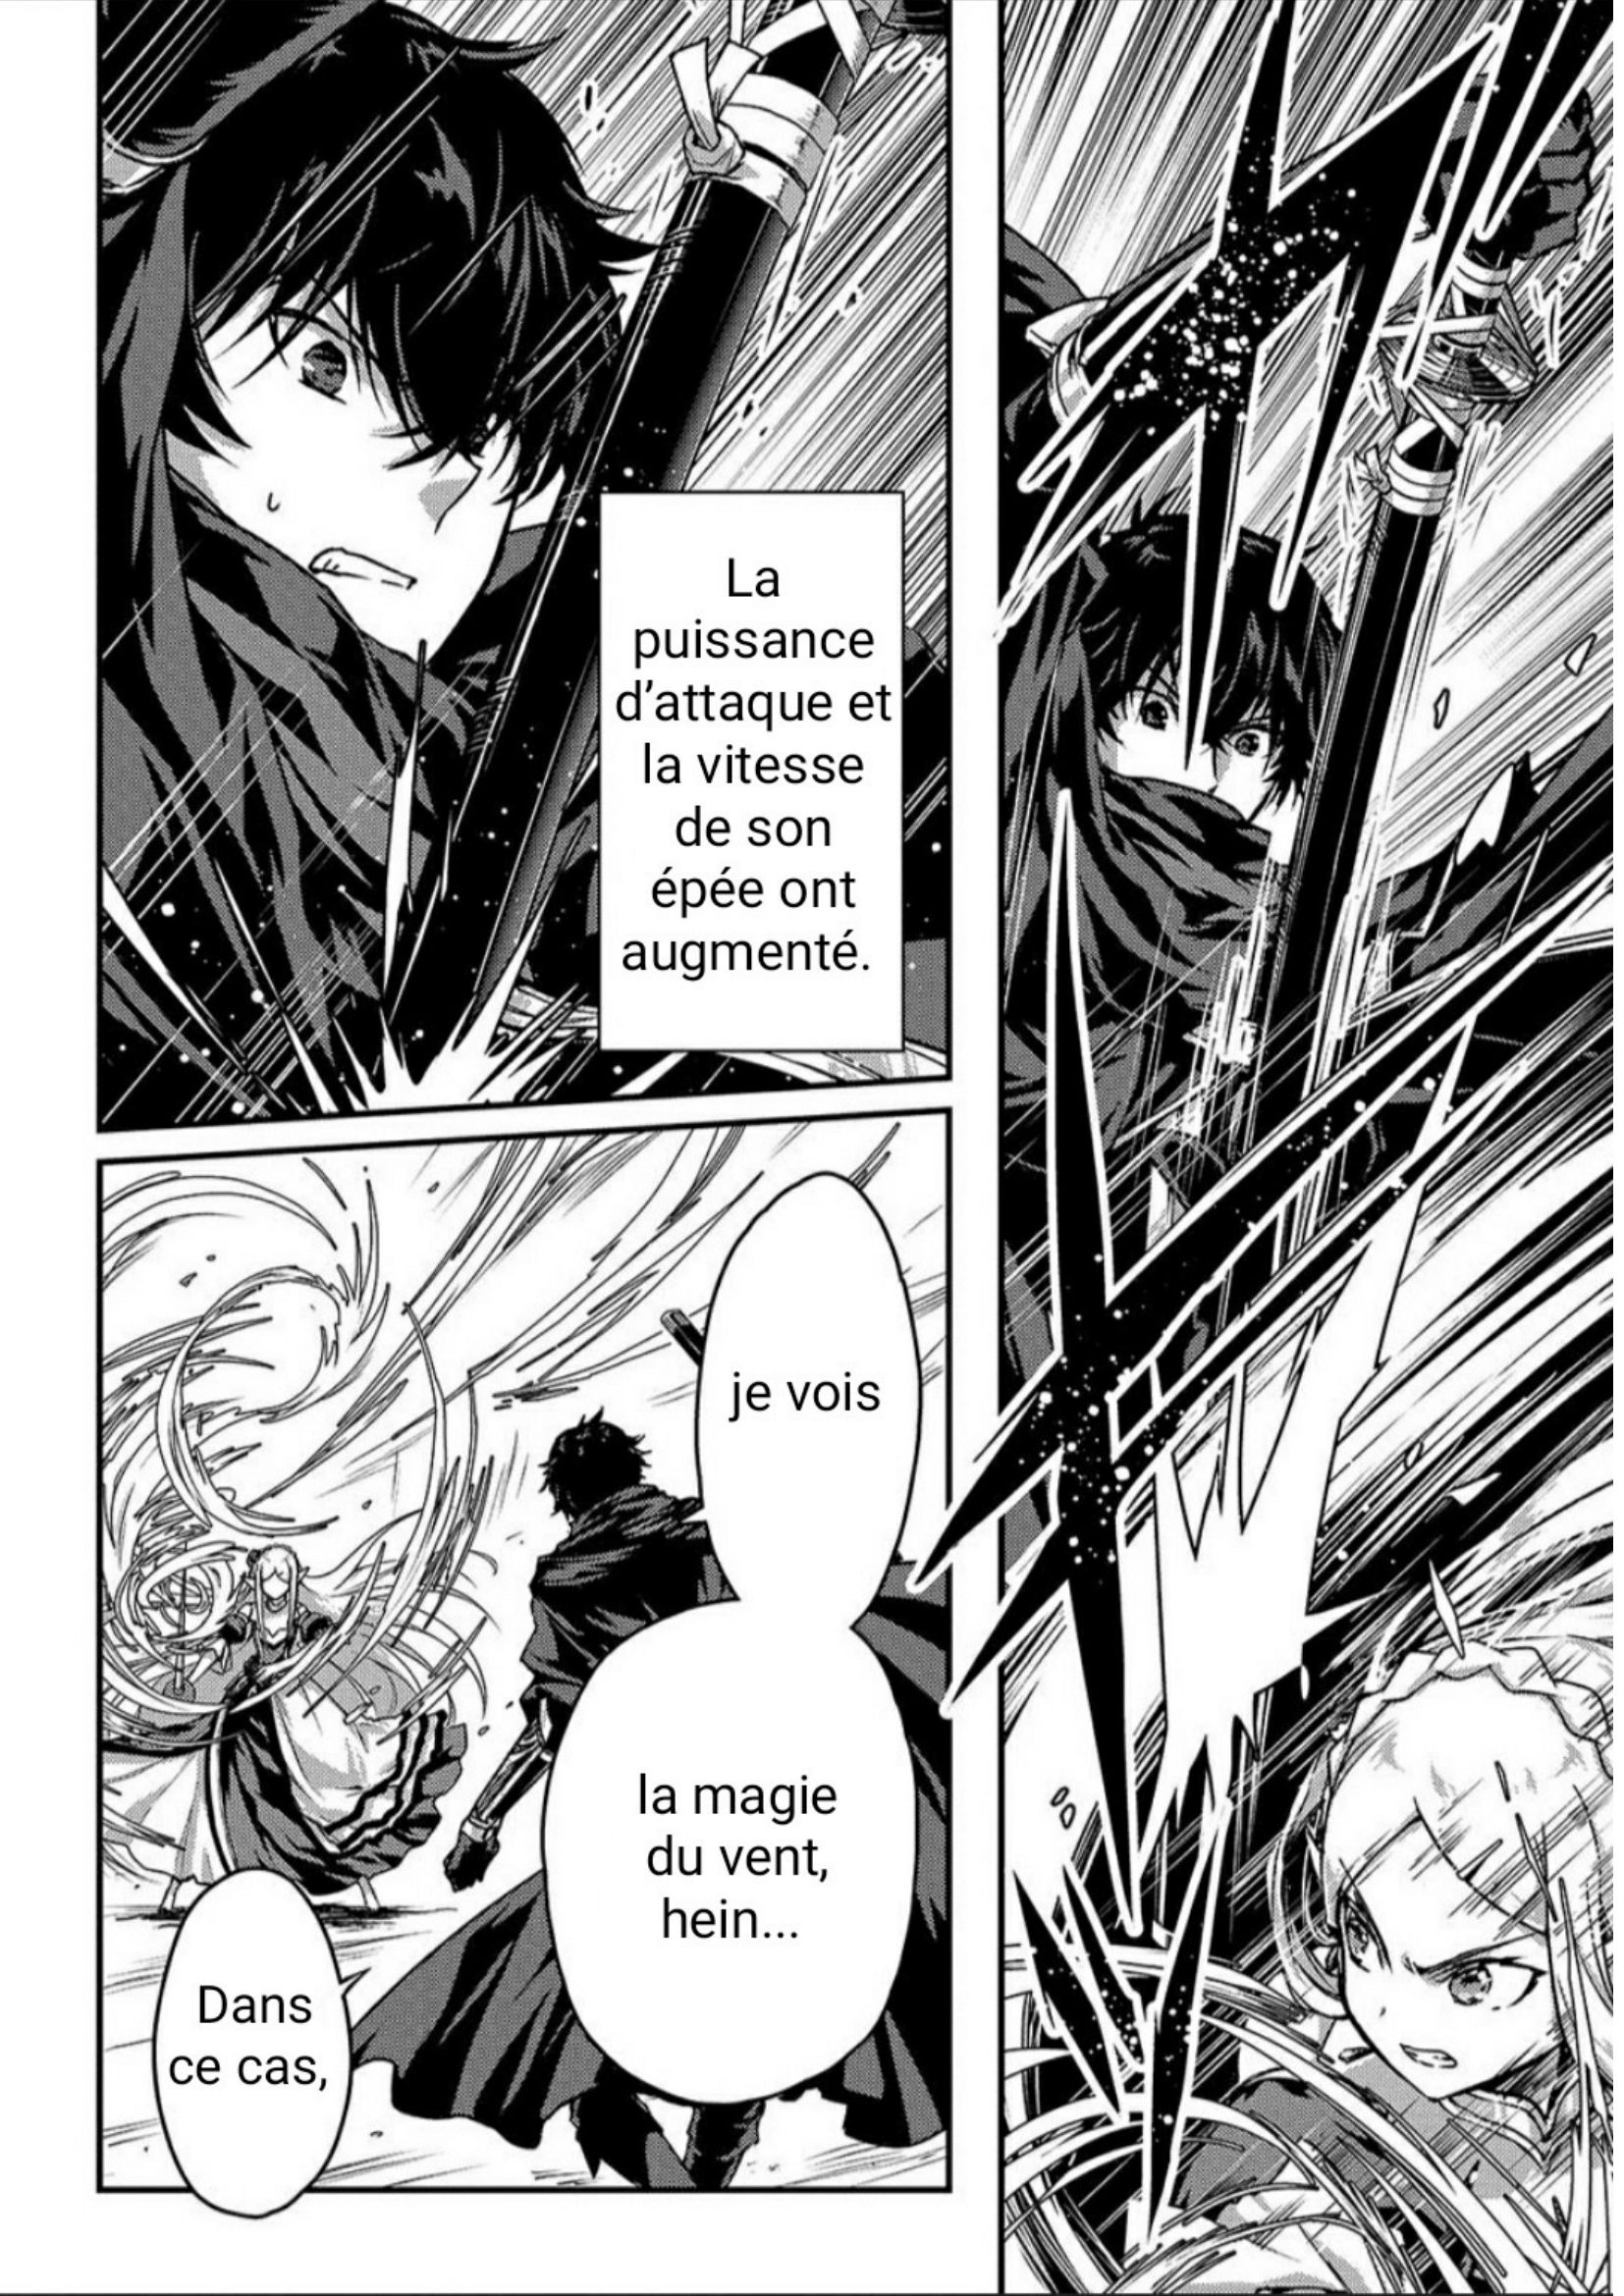 La
puissance
d’attaque et
la vitesse
de son
épée ont
augmenté.
je vois
la magie
du vent,
hein...
Dans
ce cas,